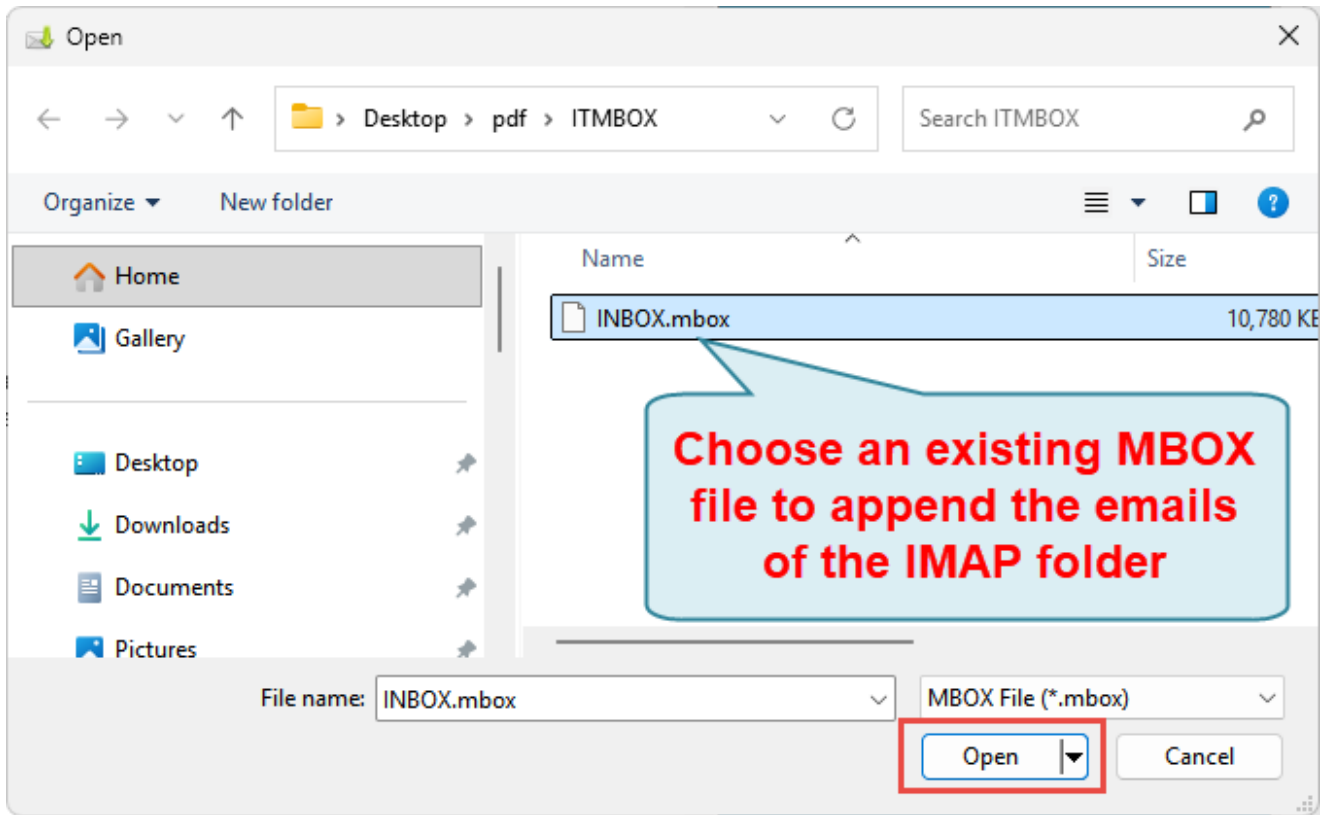 Open
Desktop > pdf > ITMBOX
Search ITMBOX
Organize
New folder
?
Name
Size
Home
Gallery
Desktop
Downloads
Documents
Pictures
INBOX.mbox
10,780 KB
Choose an existing MBOX
file to append the emails
of the IMAP folder
File name:
INBOX.mbox
MBOX File (*.mbox)
Open
Cancel